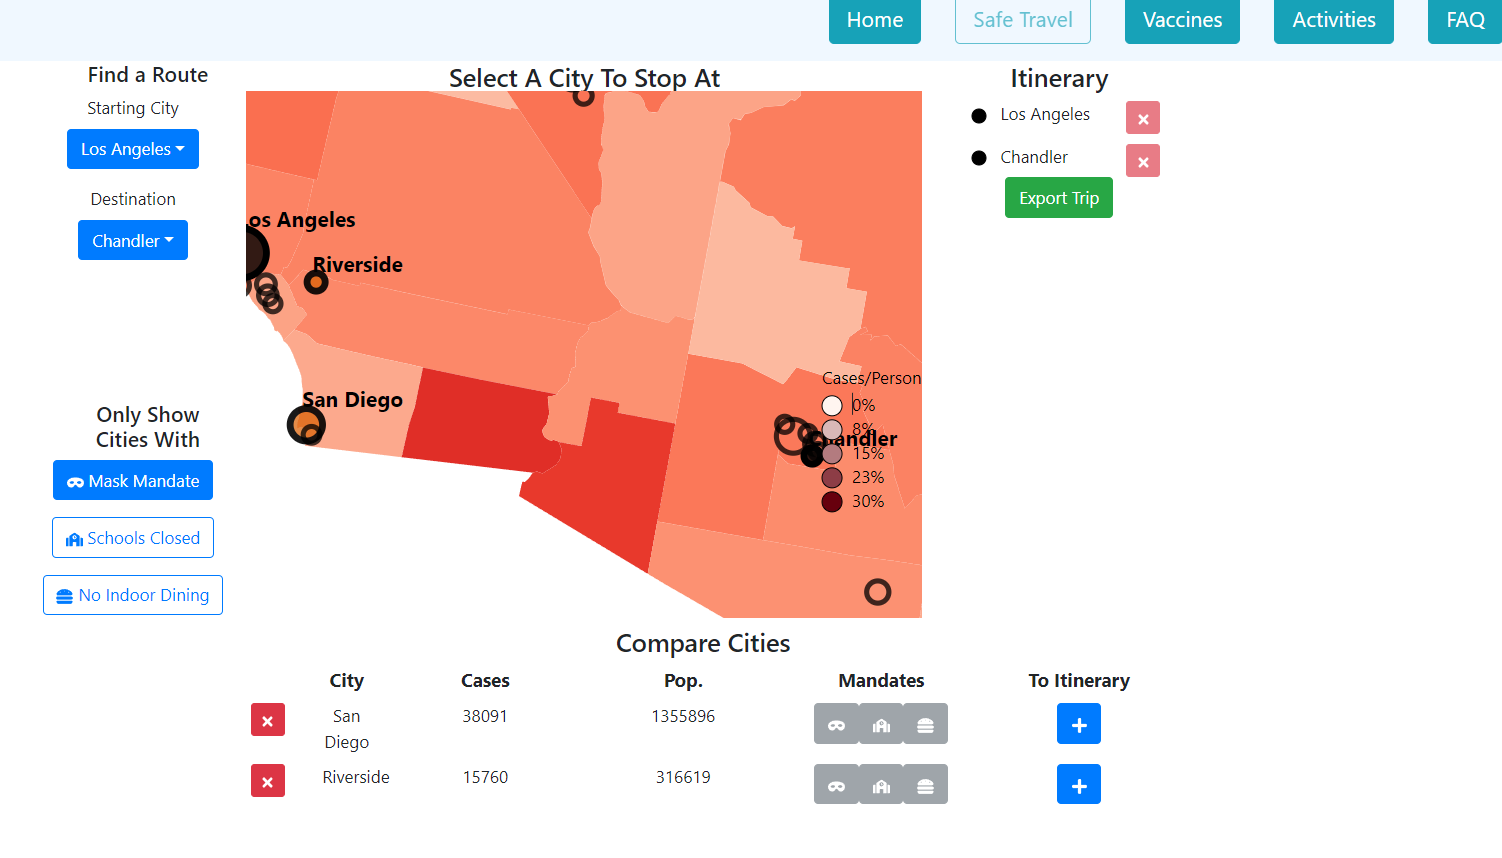 Home
Safe Travel
Vaccines
Activities
FAQ
Find a Route
Starting City
Los Angeles
Destination
Chandler
Only Show
Cities With
Mask Mandate
Schools Closed
No Indoor Dining
Select A City To Stop At
os Angeles
Riverside
San Diego
Cases/Person
0%
8%
andler
15%
23%
30%
Itinerary
Los Angeles
Chandler
Export Trip
Compare Cities
City Cases Pop. Mandates To Itinerary
San
Diego
38091 1355896
Riverside 15760 316619